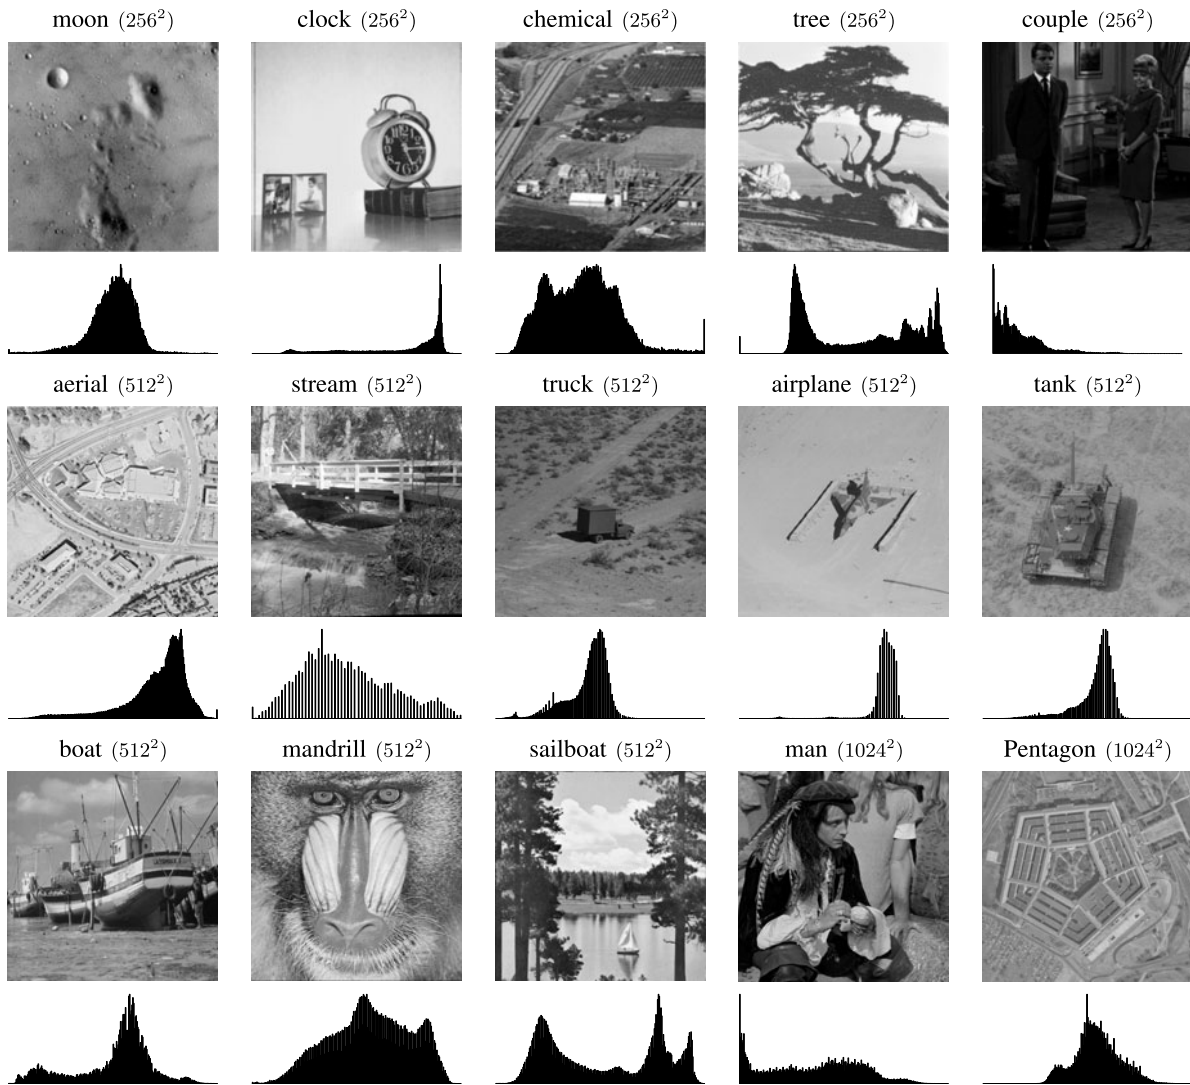 moon (256²) clock (256²) chemical (256²) tree (256²) couple (256²)
aerial (512²) stream (512²) truck (512²) airplane (512²) tank (512²)
boat (512²) mandrill (512²) sailboat (512²) man (1024²) Pentagon (1024²)